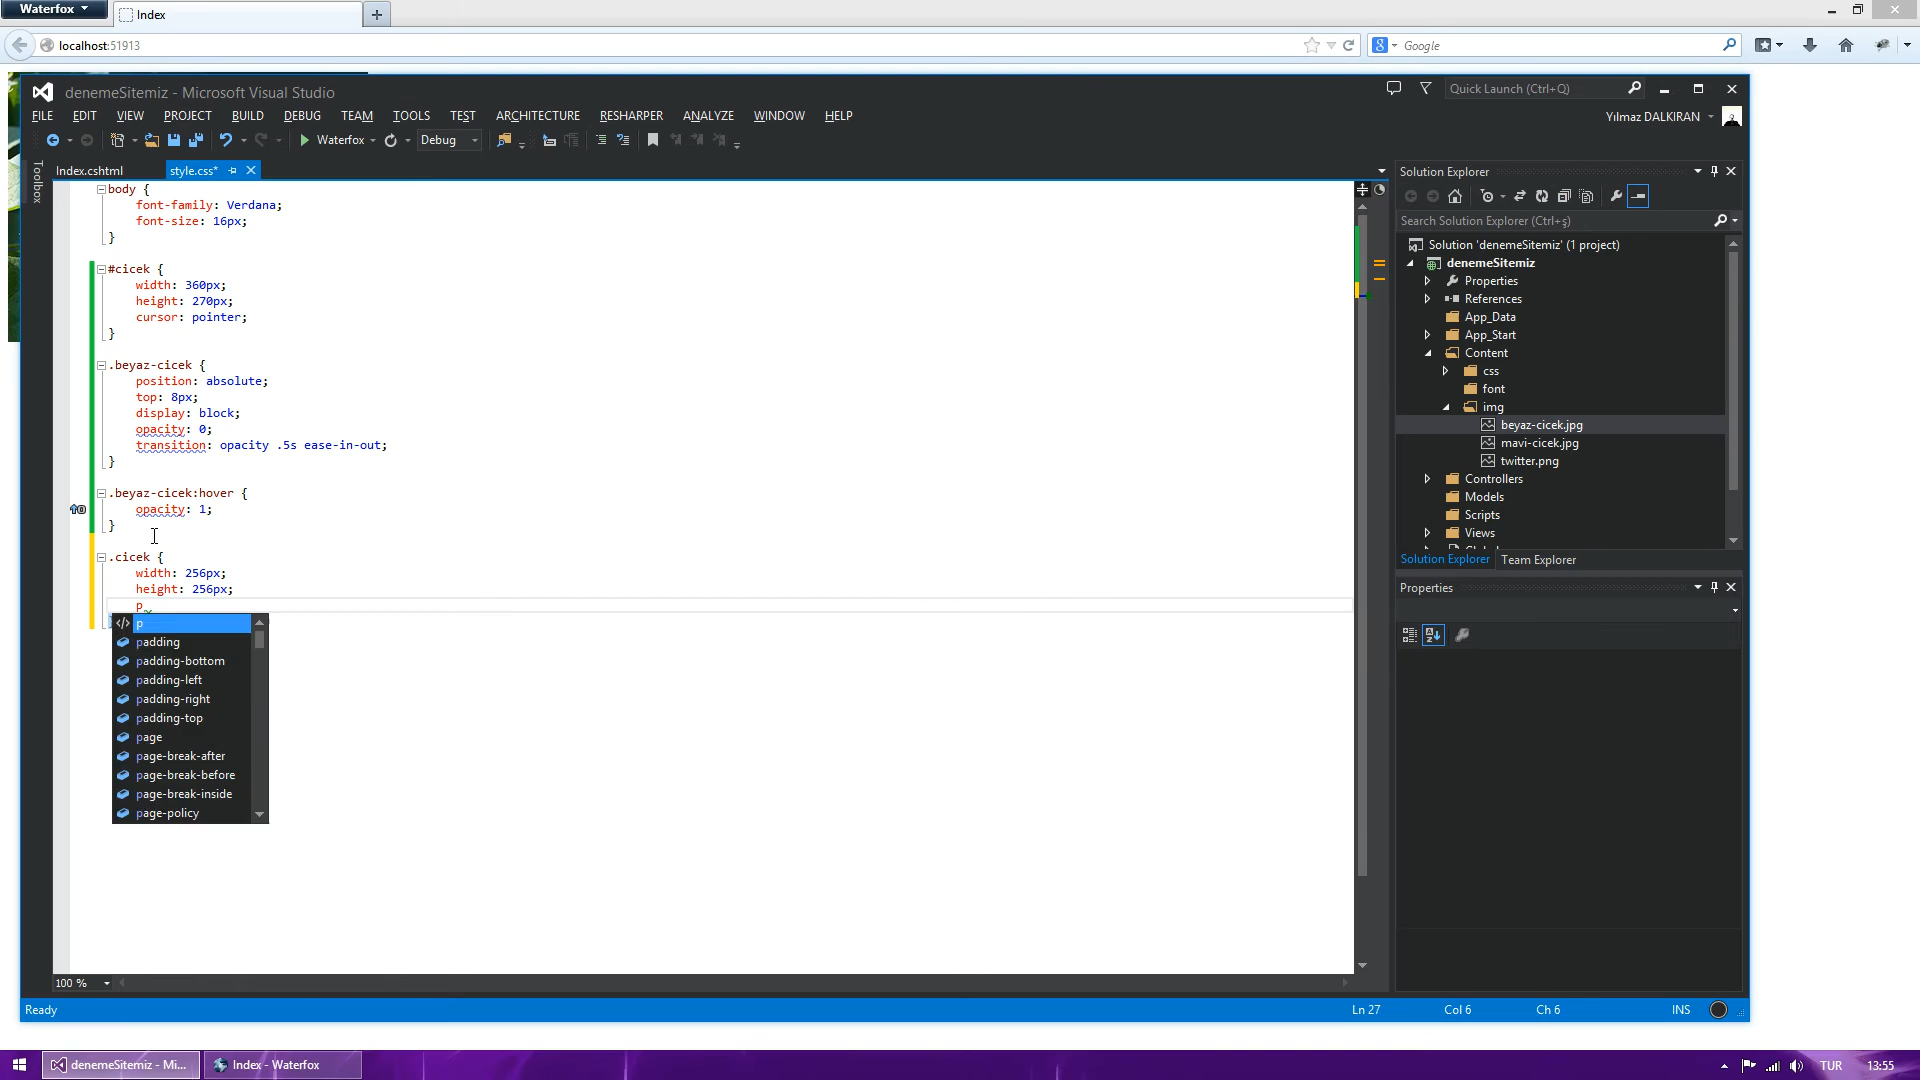 Waterfox
Index
localhost:51913
Google
denemeSitemiz - Microsoft Visual Studio
Quick Launch (Ctrl+Q)
FILE EDIT VIEW PROJECT BUILD DEBUG TEAM TOOLS TEST ARCHITECTURE RESHARPER ANALYZE WINDOW HELP
Yılmaz DALKIRAN
Waterfox Debug
Toolbox
Index.cshtml style.css*
body {
font-family: Verdana;
font-size: 16px;
}
#cicek {
width: 360px;
height: 270px;
cursor: pointer;
}
.beyaz-cicek {
position: absolute;
top: 8px;
display: block;
opacity: 0;
transition: opacity .5s ease-in-out;
}
.beyaz-cicek:hover {
opacity: 1;
}
.cicek {
width: 256px;
height: 256px;
p
p
padding
padding-bottom
padding-left
padding-right
padding-top
page
page-break-after
page-break-before
page-break-inside
page-policy
100 %
Solution Explorer
Search Solution Explorer (Ctrl+ş)
Solution 'denemeSitemiz' (1 project)
denemeSitemiz
Properties
References
App_Data
App_Start
Content
css
font
img
beyaz-cicek.jpg
mavi-cicek.jpg
twitter.png
Controllers
Models
Scripts
Views
Solution Explorer Team Explorer
Properties
Ready Ln 27 Col 6 Ch 6 INS
denemeSitemiz - Mi... Index - Waterfox TUR 13:55